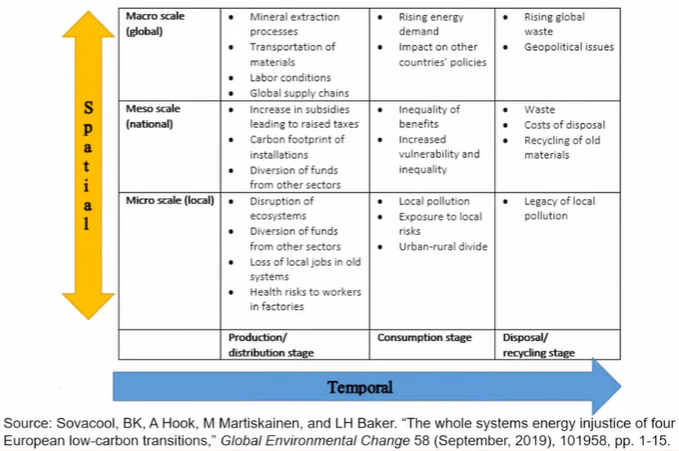 Spatial
Macro scale
(global)
• Mineral extraction
processes
• Transportation of
materials
• Labor conditions
• Global supply chains
• Rising energy
demand
• Impact on other
countries' policies
• Rising global
waste
• Geopolitical issues
Meso scale
(national)
• Increase in subsidies
leading to raised taxes
• Carbon footprint of
installations
• Diversion of funds
from other sectors
• Inequality of
benefits
• Increased
vulnerability and
inequality
• Waste
• Costs of disposal
• Recycling of old
materials
Micro scale (local)
• Disruption of
ecosystems
• Diversion of funds
from other sectors
• Loss of local jobs in old
systems
• Health risks to workers
in factories
• Local pollution
• Exposure to local
risks
• Urban-rural divide
• Legacy of local
pollution
Production/
distribution stage
Consumption stage
Disposal/
recycling stage
Temporal
Source: Sovacool, BK, A Hook, M Martiskainen, and LH Baker. “The whole systems energy injustice of four
European low-carbon transitions,” Global Environmental Change 58 (September, 2019), 101958, pp. 1-15.